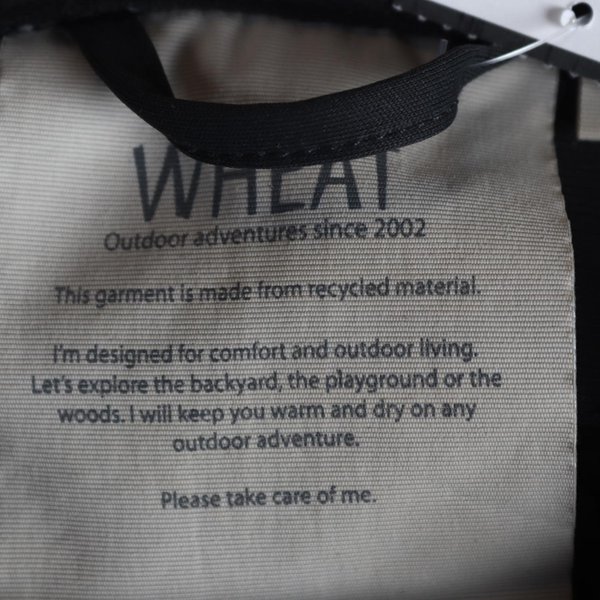 WHEAT
Outdoor adventures since 2002
This garment is made from recycled material.
I'm designed for comfort and outdoor living.
Let's explore the backyard, the playground or the
woods. I will keep you warm and dry on any
outdoor adventure.
Please take care of me.